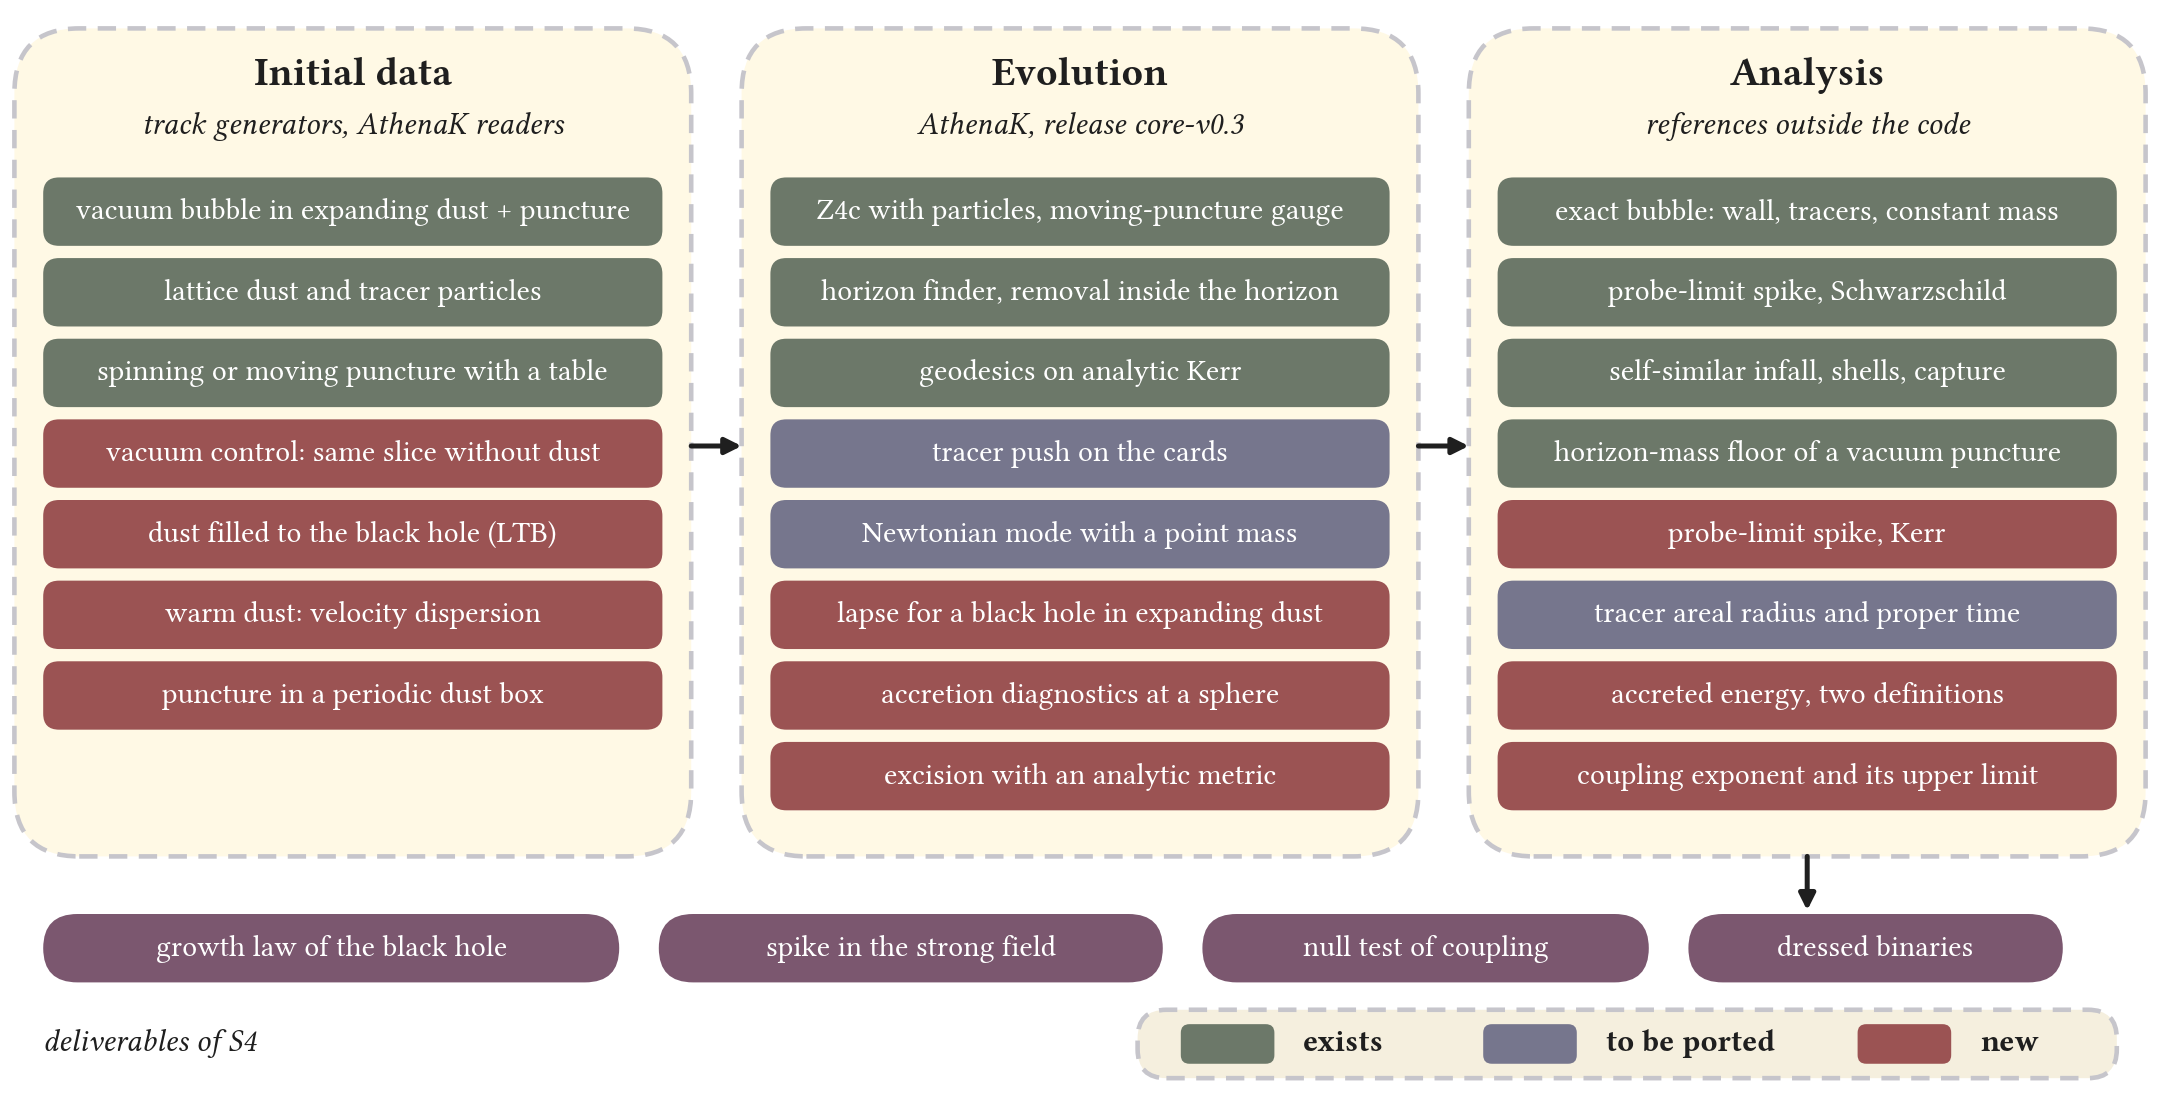 Initial data
track generators, AthenaK readers
vacuum bubble in expanding dust + puncture
lattice dust and tracer particles
spinning or moving puncture with a table
vacuum control: same slice without dust
dust filled to the black hole (LTB)
warm dust: velocity dispersion
puncture in a periodic dust box
Evolution
AthenaK, release core-v0.3
Z4c with particles, moving-puncture gauge
horizon finder, removal inside the horizon
geodesics on analytic Kerr
tracer push on the cards
Newtonian mode with a point mass
lapse for a black hole in expanding dust
accretion diagnostics at a sphere
excision with an analytic metric
Analysis
references outside the code
exact bubble: wall, tracers, constant mass
probe-limit spike, Schwarzschild
self-similar infall, shells, capture
horizon-mass floor of a vacuum puncture
probe-limit spike, Kerr
tracer areal radius and proper time
accreted energy, two definitions
coupling exponent and its upper limit
growth law of the black hole
spike in the strong field
null test of coupling
dressed binaries
deliverables of S4
exists
to be ported
new